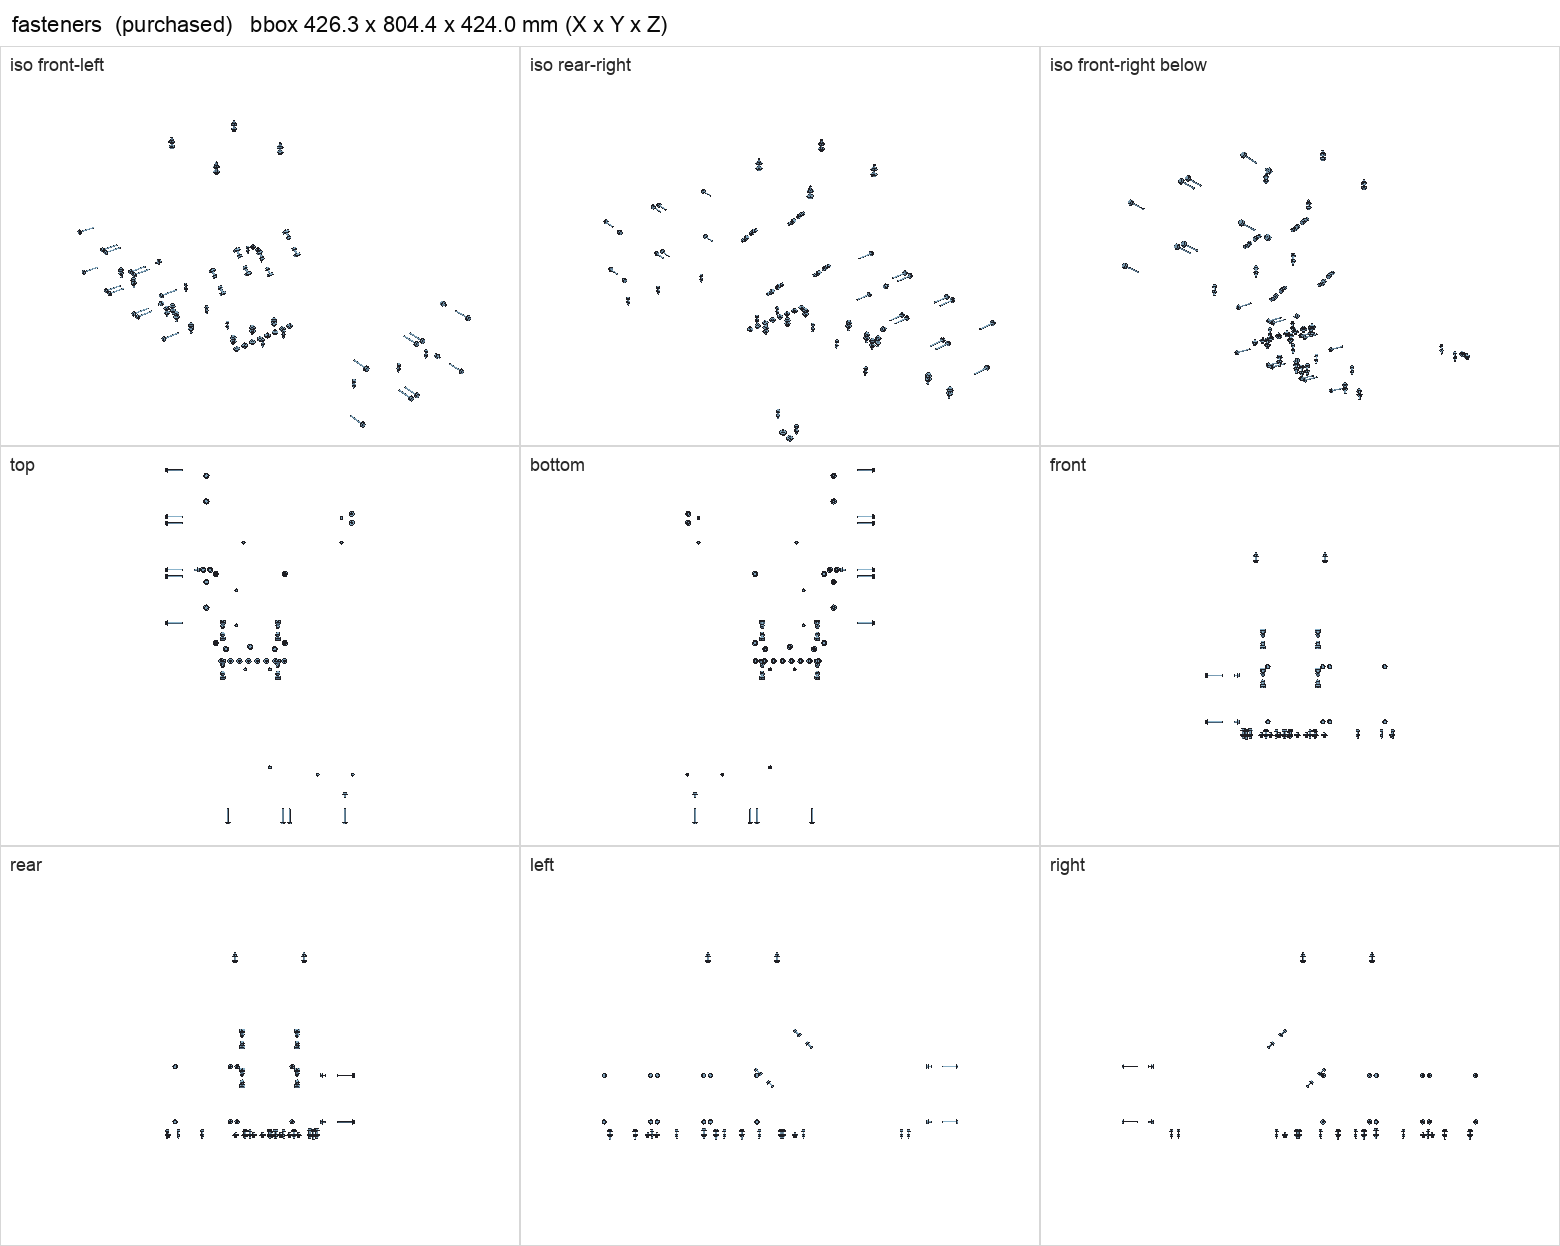 fasteners (purchased) bbox 426.3 x 804.4 x 424.0 mm (X x Y x Z)
iso front-left
iso rear-right
iso front-right below
top
bottom
front
rear
left
right